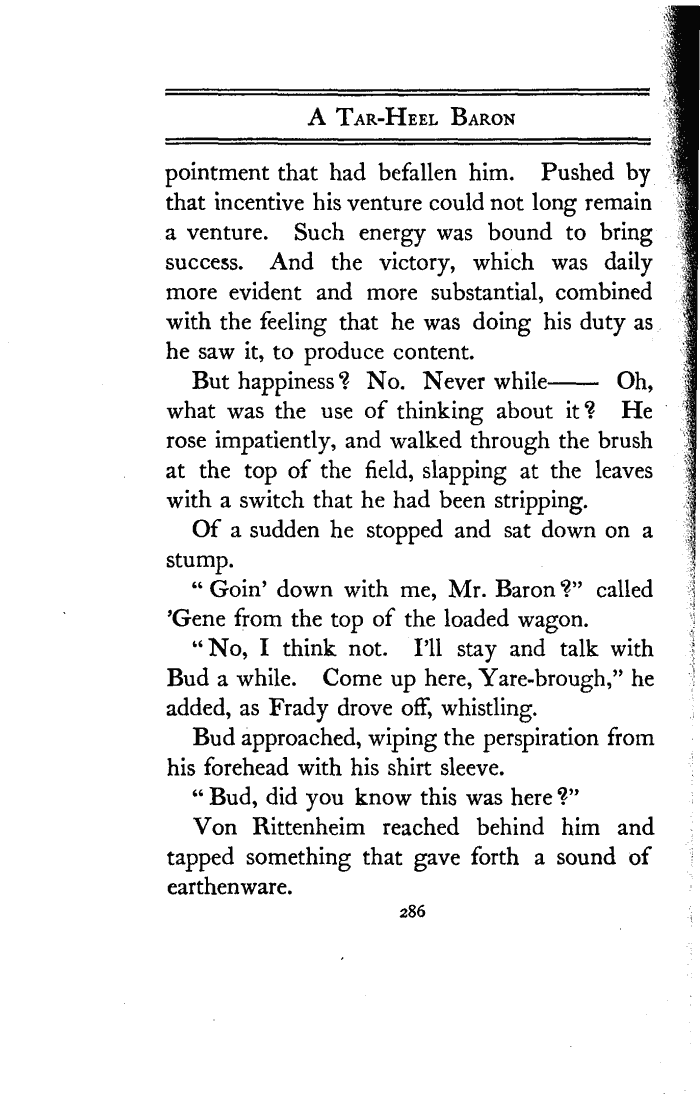 A Tar-Heel Baron
pointment that had befallen him. Pushed by
that incentive his venture could not long remain
a venture. Such energy was bound to bring
success. And the victory, which was daily
more evident and more substantial, combined
with the feeling that he was doing his duty as
he saw it, to produce content.
But happiness? No. Never while—— Oh,
what was the use of thinking about it? He
rose impatiently, and walked through the brush
at the top of the field, slapping at the leaves
with a switch that he had been stripping.
Of a sudden he stopped and sat down on a
stump.
“Goin’ down with me, Mr. Baron?” called
’Gene from the top of the loaded wagon.
“No, I think not. I’ll stay and talk with
Bud a while. Come up here, Yare-brough,” he
added, as Frady drove off, whistling.
Bud approached, wiping the perspiration from
his forehead with his shirt sleeve.
“Bud, did you know this was here?”
Von Rittenheim reached behind him and
tapped something that gave forth a sound of
earthenware.
286